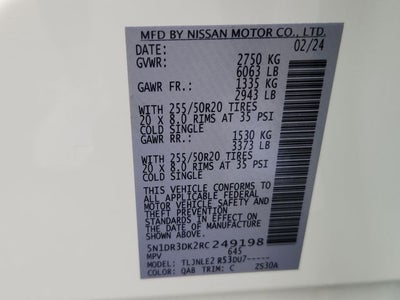 MFD BY NISSAN MOTOR CO., LTD.
DATE: 02/24
GVWR: 2750 KG
6063 LB
GAWR FR.: 1335 KG
2943 LB
WITH 255/50R20 TIRES
20 x 8.0 RIMS AT 35 PSI
COLD SINGLE
GAWR RR.: 1530 KG
3373 LB
WITH 255/50R20 TIRES
20 x 8.0 RIMS AT 35 PSI
COLD SINGLE
THIS VEHICLE CONFORMS TO
ALL APPLICABLE FEDERAL
MOTOR VEHICLE SAFETY AND
THEFT PREVENTION
STANDARDS IN EFFECT ON
THE DATE OF MANUFACTURE
SHOWN ABOVE.
5N1DR3DK2RC249198
MPV 645
MODEL: TLJNLE2 R53DU7-----
COLOR: QAB TRIM: C ZS30A